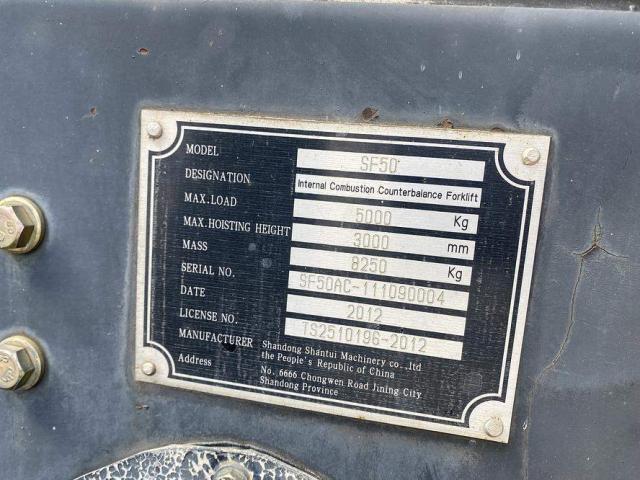 MODEL SF50
DESIGNATION Internal Combustion Counterbalance Forklift
MAX.LOAD 5000 Kg
MAX.HOISTING HEIGHT 3000 mm
MASS 8250 Kg
SERIAL NO. SF50AC-111090004
DATE 2012
LICENSE NO. TS2510196-2012
MANUFACTURER Shandong Shantui Machinery co.,ltd
the People's Republic of China
Address No. 6666 Chongwen Road Jining City
Shandong Province